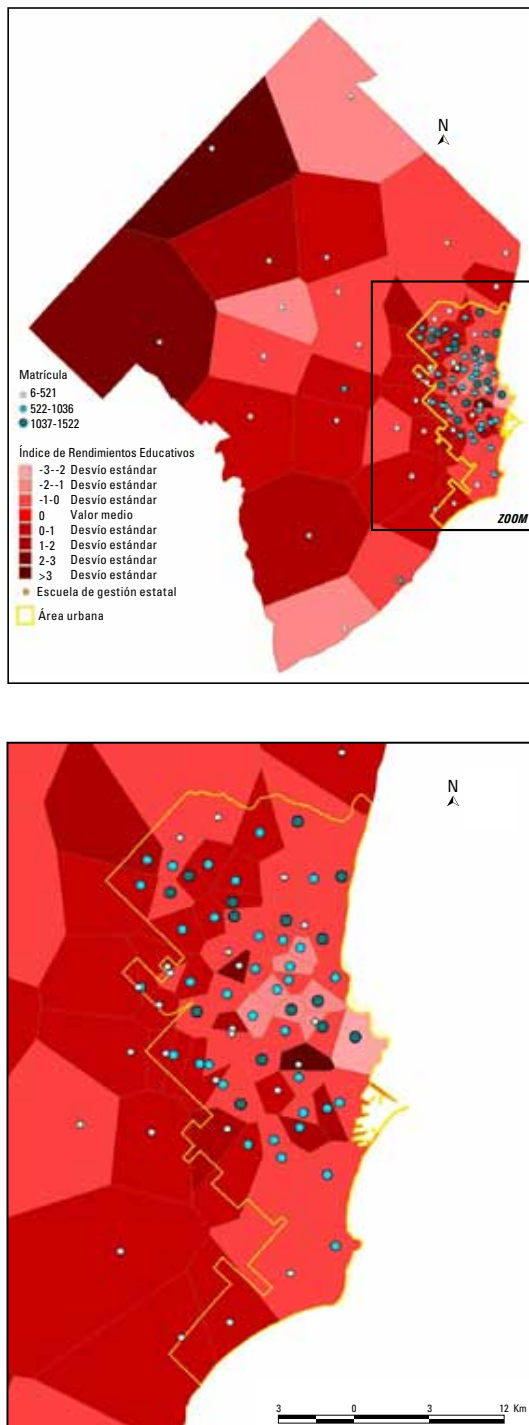 N
Matrícula
6-521
522-1036
1037-1522
Índice de Rendimientos Educativos
-3--2 Desvío estándar
-2--1 Desvío estándar
-1-0 Desvío estándar
0 Valor medio
0-1 Desvío estándar
1-2 Desvío estándar
2-3 Desvío estándar
>3 Desvío estándar
Escuela de gestión estatal
Área urbana
ZOOM
N
3 0 3 12 Km